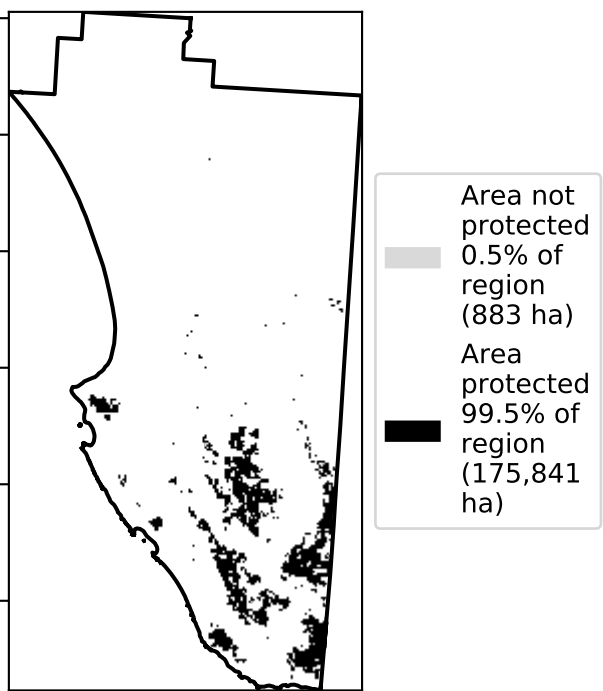 Area not
protected
0.5% of
region
(883 ha)
Area
protected
99.5% of
region
(175,841
ha)